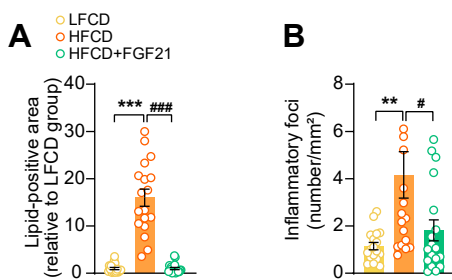 LFCD
HFCD
HFCD+FGF21
A
Lipid-positive area
(relative to LFCD group)
40
30
20
10
0
***
###
B
Inflammatory foci
(number/mm²)
8
6
4
2
0
**
#